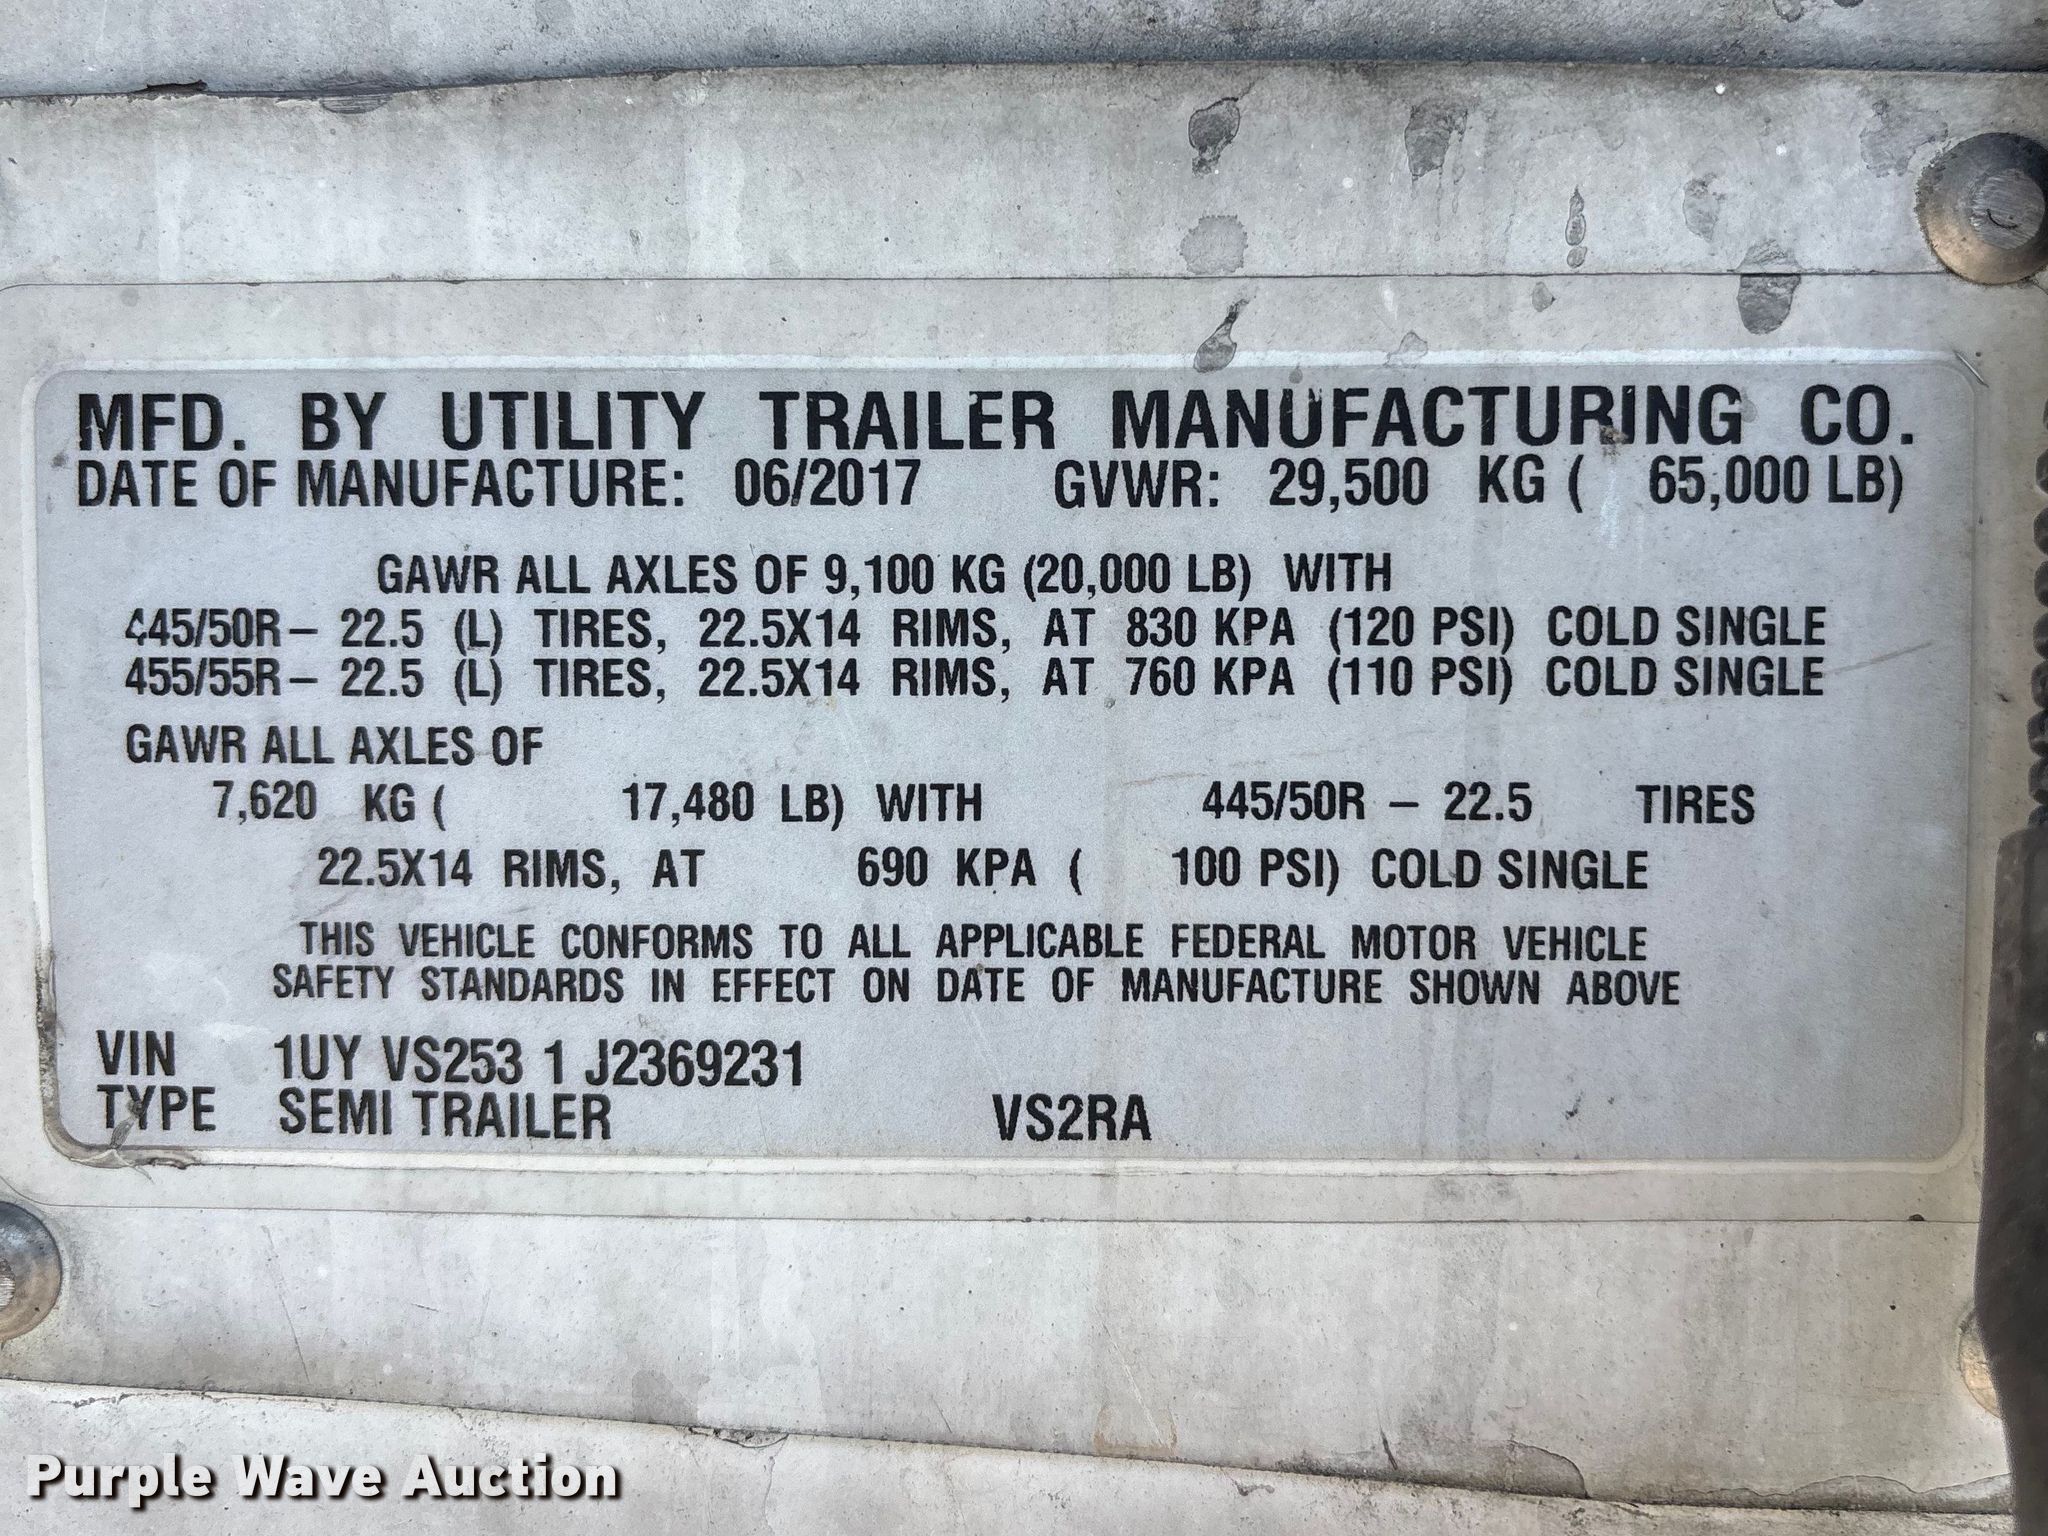 MFD. BY UTILITY TRAILER MANUFACTURING CO.
DATE OF MANUFACTURE: 06/2017 GVWR: 29,500 KG ( 65,000 LB)
GAWR ALL AXLES OF 9,100 KG (20,000 LB) WITH
445/50R– 22.5 (L) TIRES, 22.5X14 RIMS, AT 830 KPA (120 PSI) COLD SINGLE
455/55R– 22.5 (L) TIRES, 22.5X14 RIMS, AT 760 KPA (110 PSI) COLD SINGLE
GAWR ALL AXLES OF
7,620 KG ( 17,480 LB) WITH 445/50R – 22.5 TIRES
22.5X14 RIMS, AT 690 KPA ( 100 PSI) COLD SINGLE
THIS VEHICLE CONFORMS TO ALL APPLICABLE FEDERAL MOTOR VEHICLE
SAFETY STANDARDS IN EFFECT ON DATE OF MANUFACTURE SHOWN ABOVE
VIN 1UY VS253 1 J2369231
TYPE SEMI TRAILER VS2RA
Purple Wave Auction